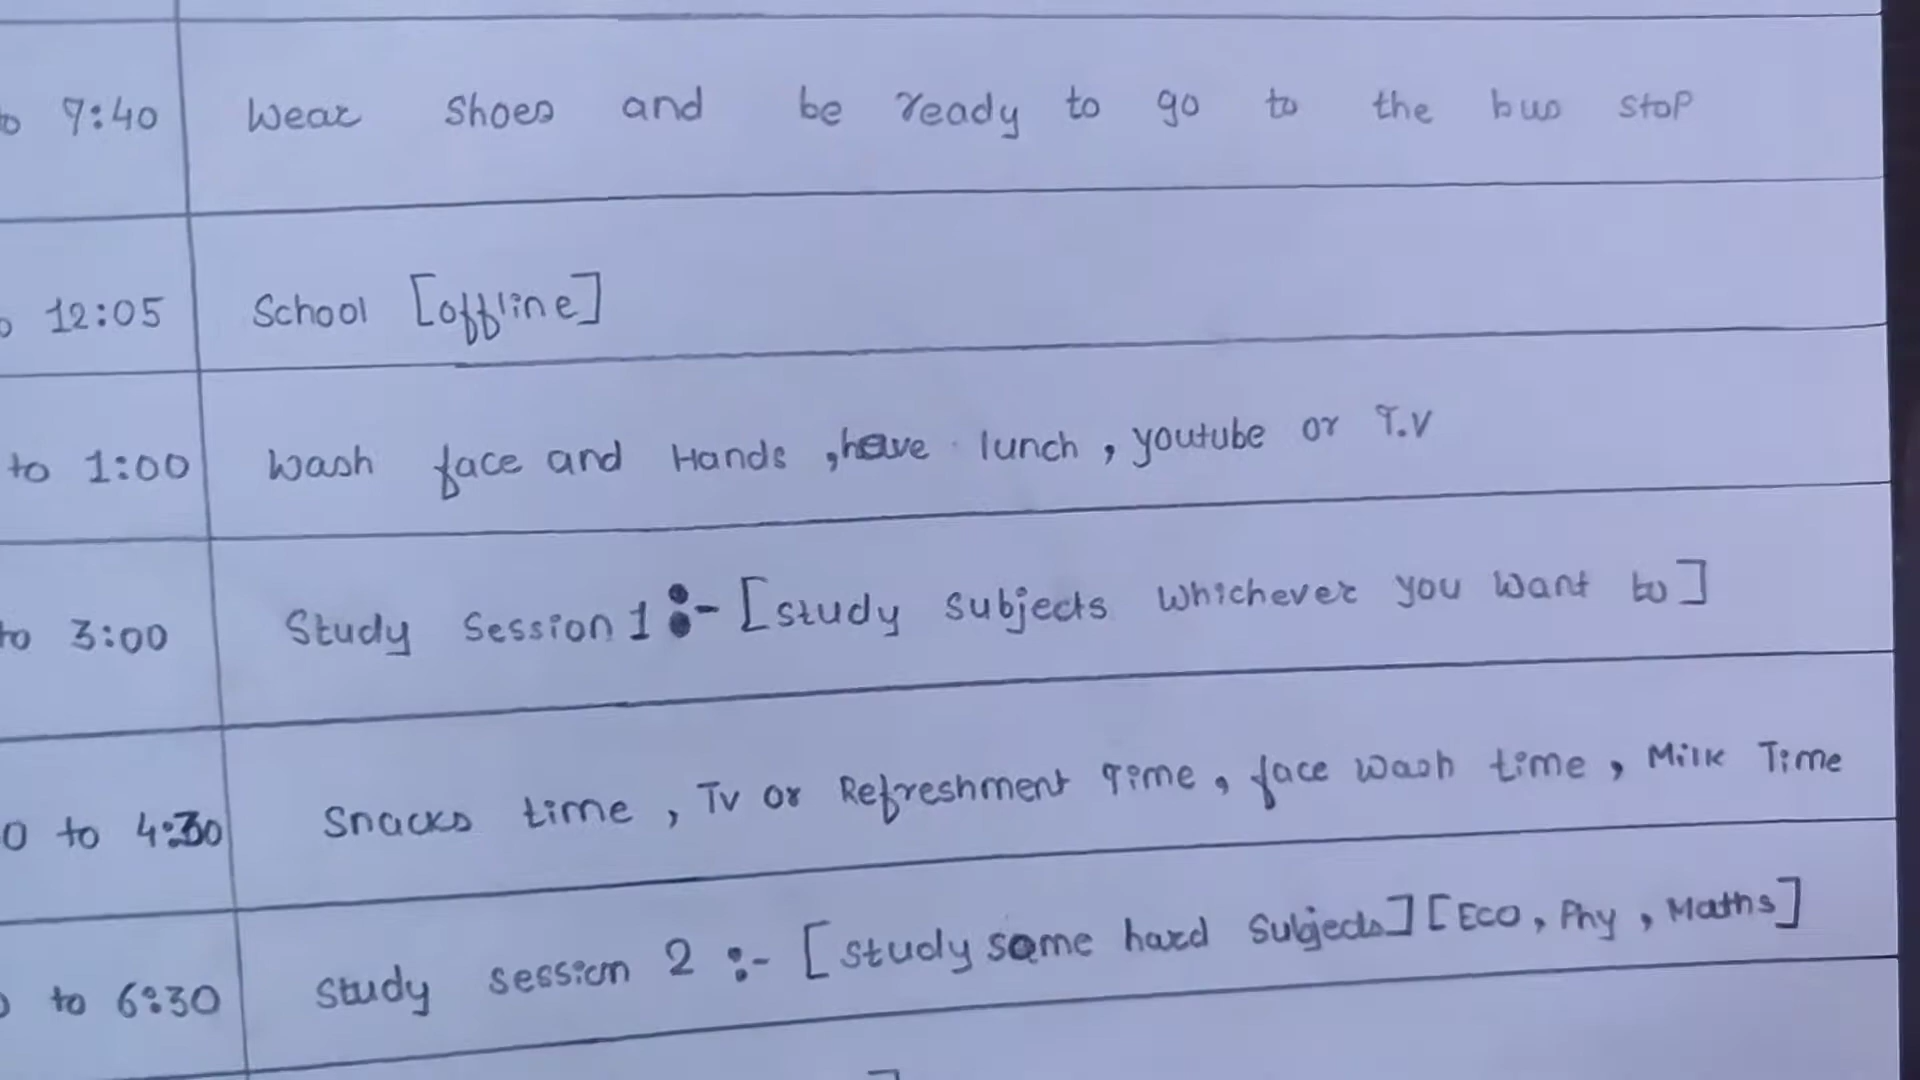 to 7:40 Wear shoes and be ready to go to the bus stop
12:05 School [offline]
to 1:00 Wash face and Hands , have lunch , youtube or T.V
to 3:00 Study Session 1 :- [study subjects whichever you want to]
0 to 4:30 Snacks time , TV or Refreshment Time , face wash time , Milk Time
to 6:30 Study session 2 :- [study some hard Subjects] [Eco, Phy , Maths]